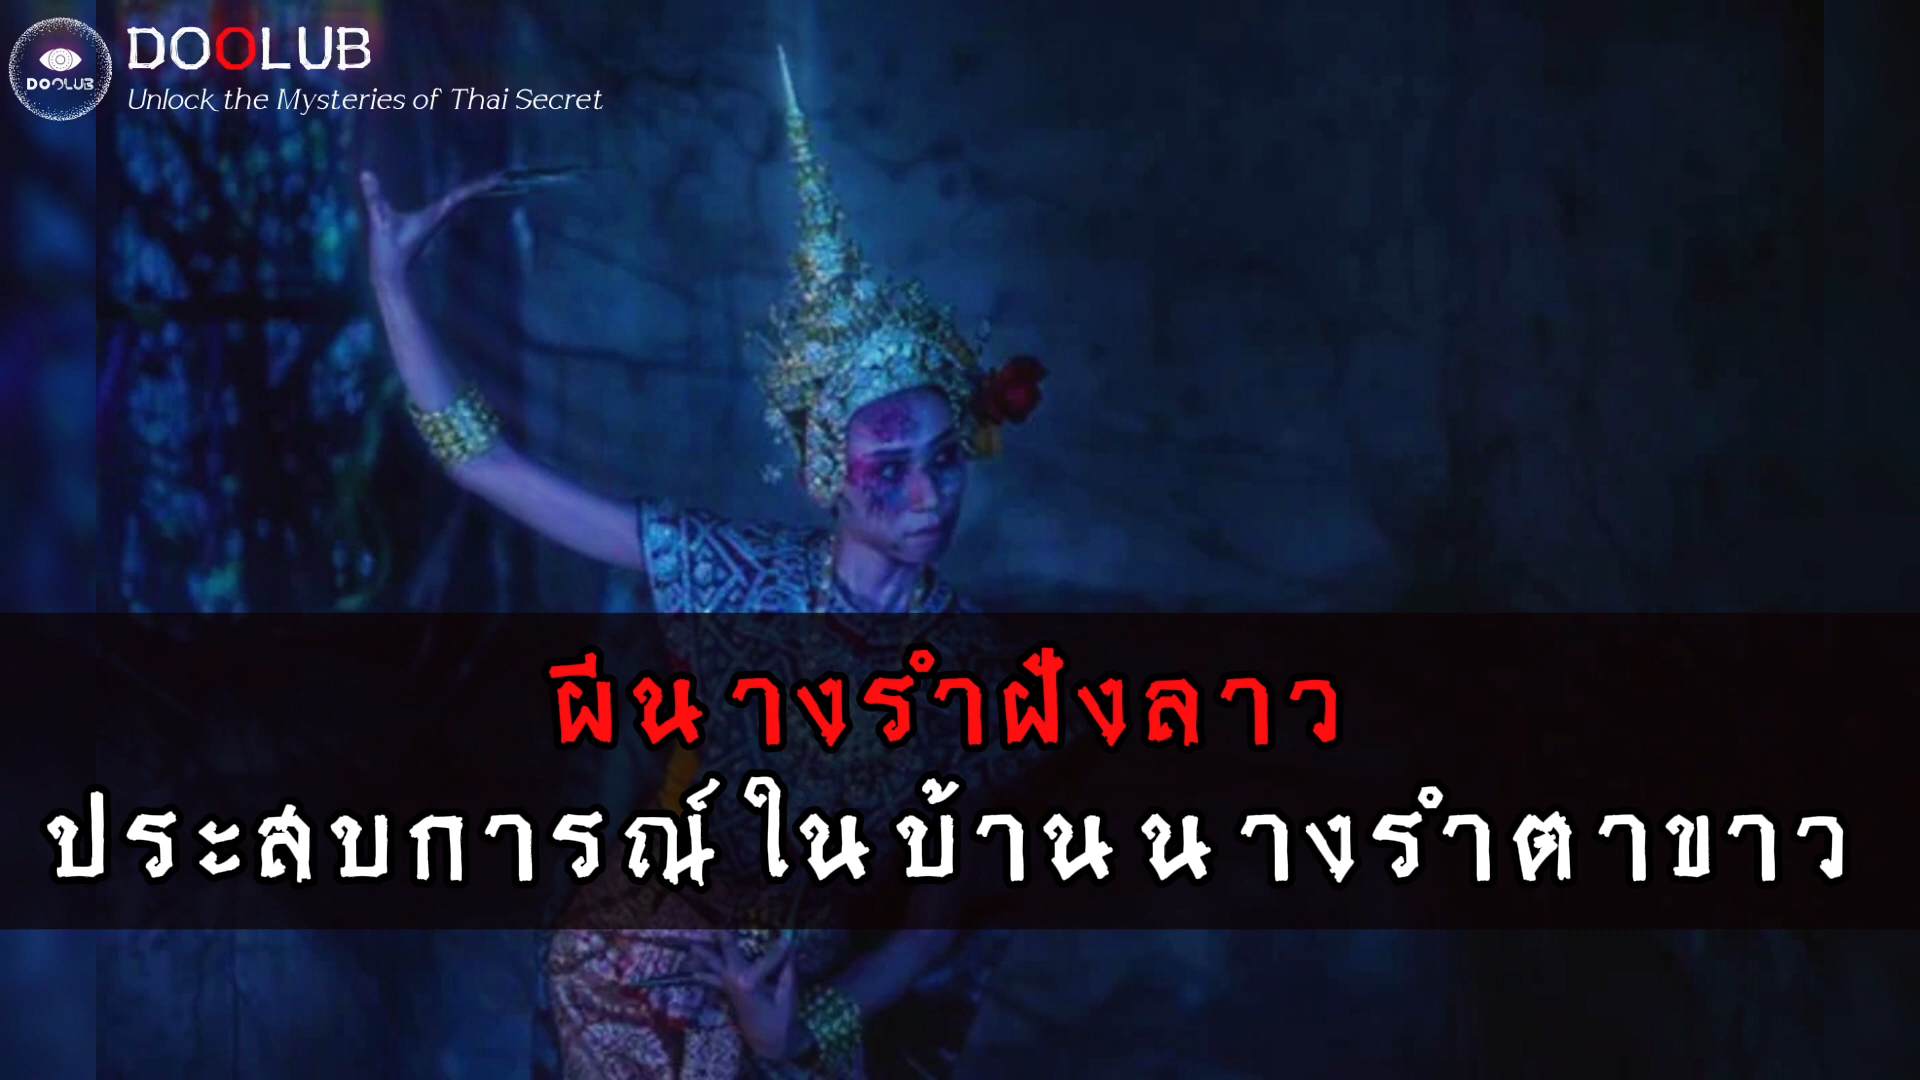 DOOLUB
DOOLUB
Unlock the Mysteries of Thai Secret
ผีนางรำฝั่งลาว
ประสบการณ์ในบ้านนางรำตาขาว